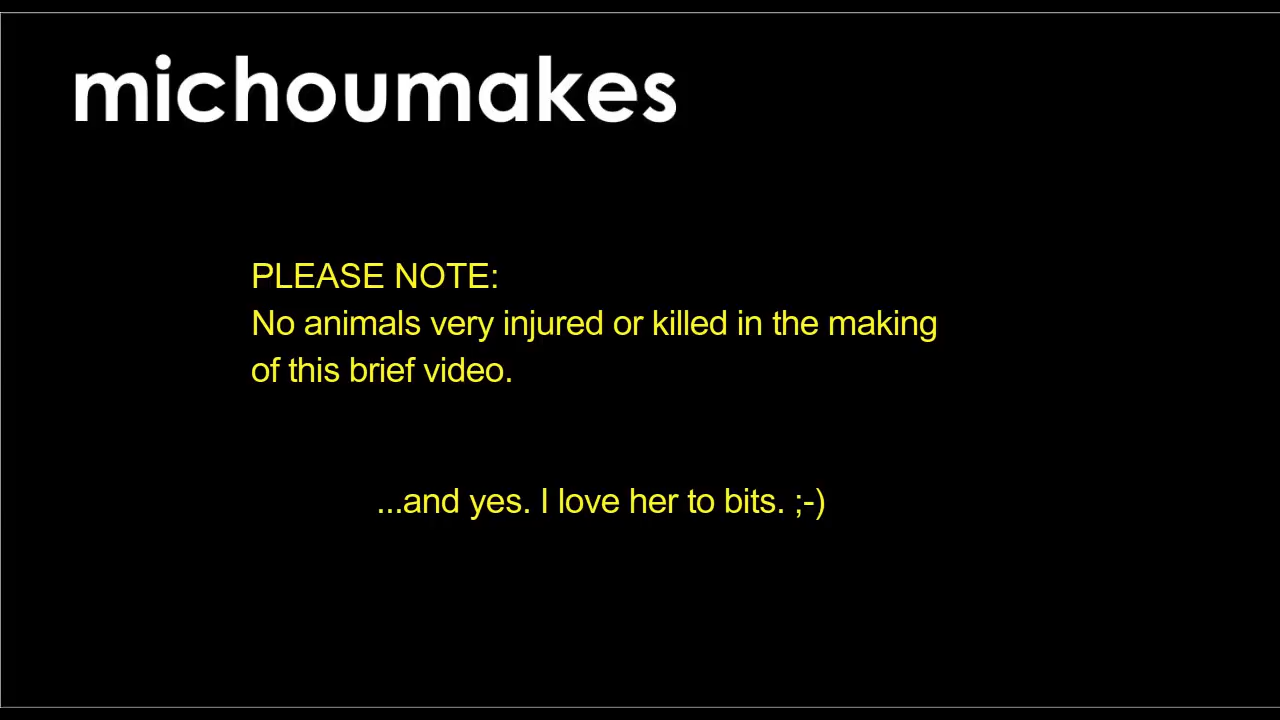 michoumakes
PLEASE NOTE:
No animals very injured or killed in the making
of this brief video.
...and yes. I love her to bits. ;-)